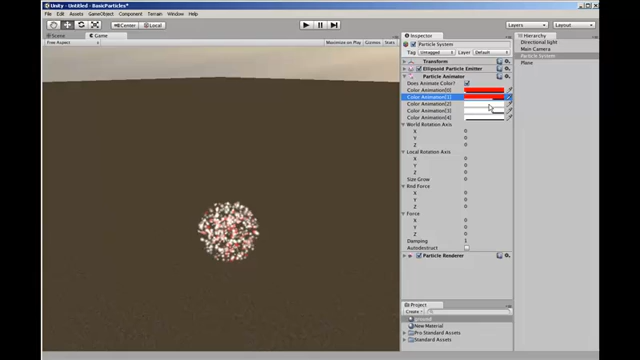 Unity - Untitled - BasicParticles*
File Edit Assets GameObject Component Terrain Window Help
Center Local
Layers Layout
Scene Game
Free Aspect Maximize on Play Gizmos Stats
Inspector
Particle System
Tag Untagged Layer Default
Transform
Ellipsoid Particle Emitter
Particle Animator
Does Animate Color?
Color Animation[0]
Color Animation[1]
Color Animation[2]
Color Animation[3]
Color Animation[4]
World Rotation Axis
X 0
Y 0
Z 0
Local Rotation Axis
X 0
Y 0
Z 0
Size Grow 0
Rnd Force
X 0
Y 0
Z 0
Force
X 0
Y 0
Z 0
Damping 1
Autodestruct
Particle Renderer
Project
Create
New Material
Pro Standard Assets
Standard Assets
Hierarchy
Create
Directional light
Main Camera
Particle System
Plane